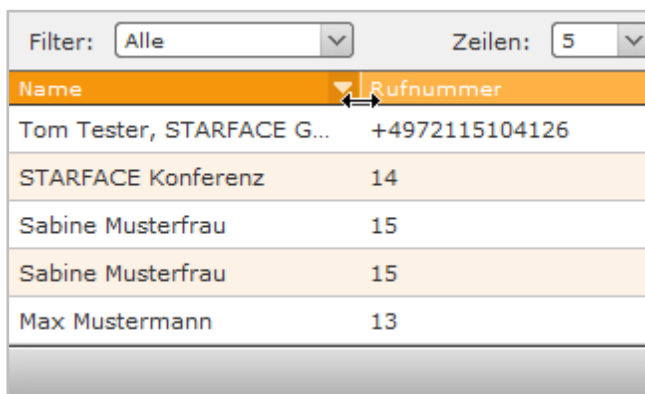 Filter: Alle Zeilen: 5
Name Rufnummer
Tom Tester, STARFACE G... +4972115104126
STARFACE Konferenz 14
Sabine Musterfrau 15
Sabine Musterfrau 15
Max Mustermann 13